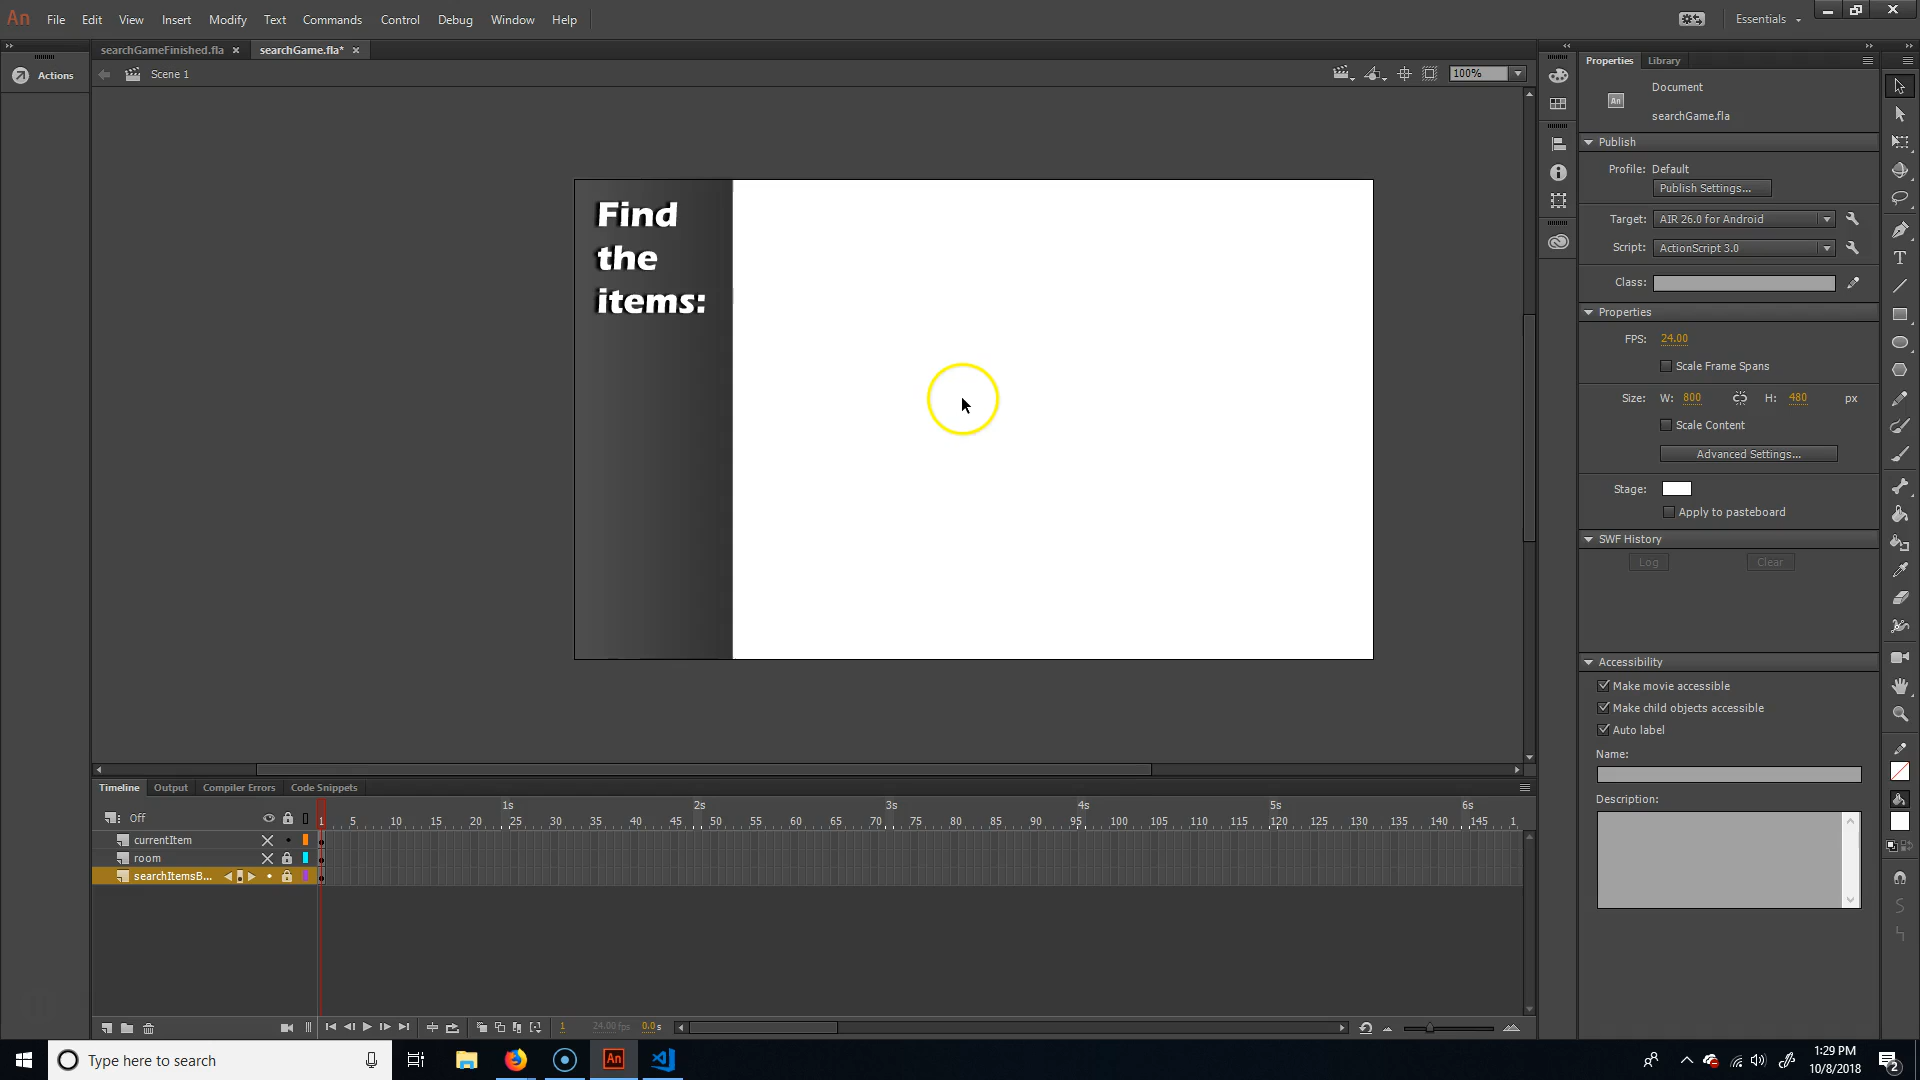 An File Edit View Insert Modify Text Commands Control Debug Window Help Essentials
searchGameFinished.fla × searchGame.fla* ×
Actions
Scene 1
100%
Find
the
items:
Properties Library
An Document
searchGame.fla
Publish
Profile: Default
Publish Settings...
Target: AIR 26.0 for Android
Script: ActionScript 3.0
Class:
Properties
FPS: 24.00
Scale Frame Spans
Size: W: 800 H: 480 px
Scale Content
Advanced Settings...
Stage:
Apply to pasteboard
SWF History
Log Clear
Accessibility
Make movie accessible
Make child objects accessible
Auto label
Name:
Description:
Timeline Output Compiler Errors Code Snippets
1s 2s 3s 4s 5s 6s
Off 1 5 10 15 20 25 30 35 40 45 50 55 60 65 70 75 80 85 90 95 100 105 110 115 120 125 130 135 140 145 1
currentItem
room
searchItemsB...
1 24.00 fps 0.0 s
Type here to search
An
1:29 PM
10/8/2018
2